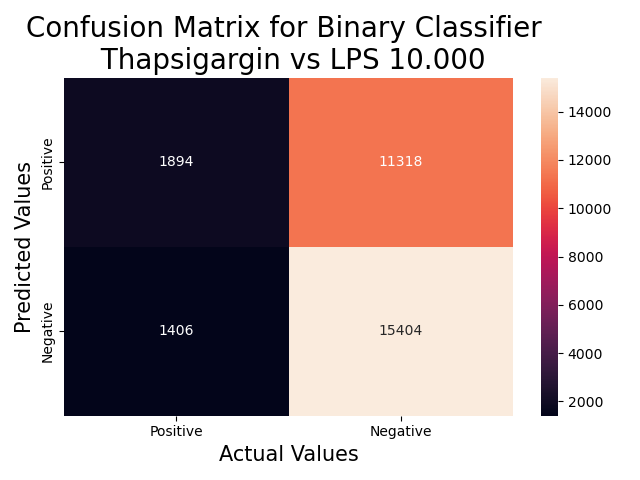 Confusion Matrix for Binary Classifier
Thapsigargin vs LPS 10.000
Predicted Values
Positive
Negative
1894
11318
1406
15404
Positive
Negative
Actual Values
14000
12000
10000
8000
6000
4000
2000